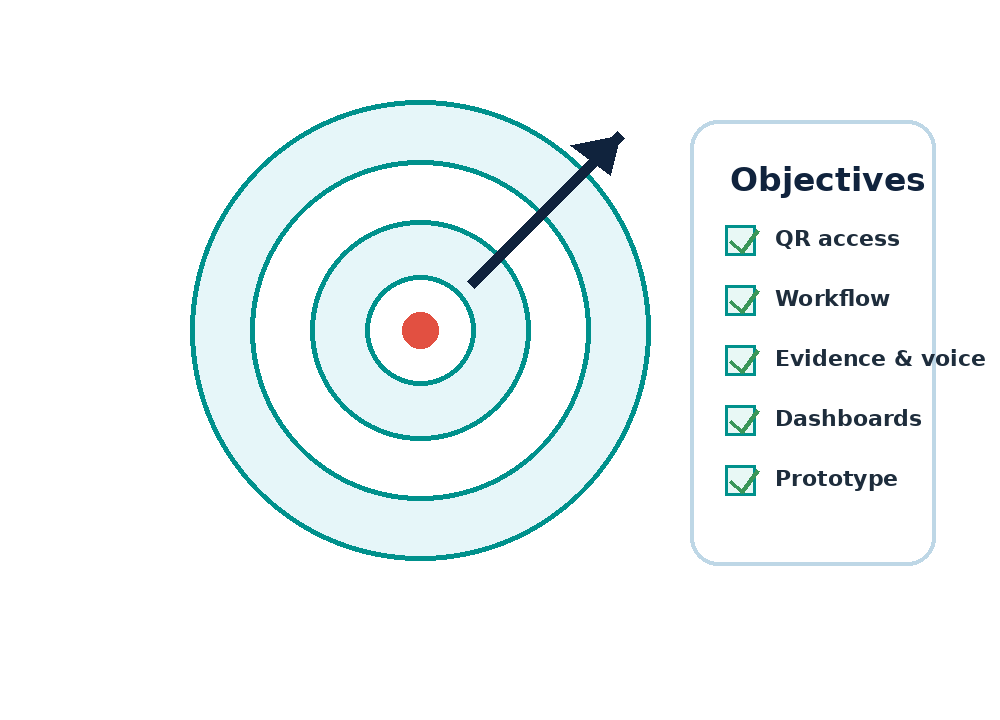 Objectives
QR access
Workflow
Evidence & voice
Dashboards
Prototype